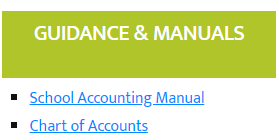 GUIDANCE & MANUALS
School Accounting Manual
Chart of Accounts